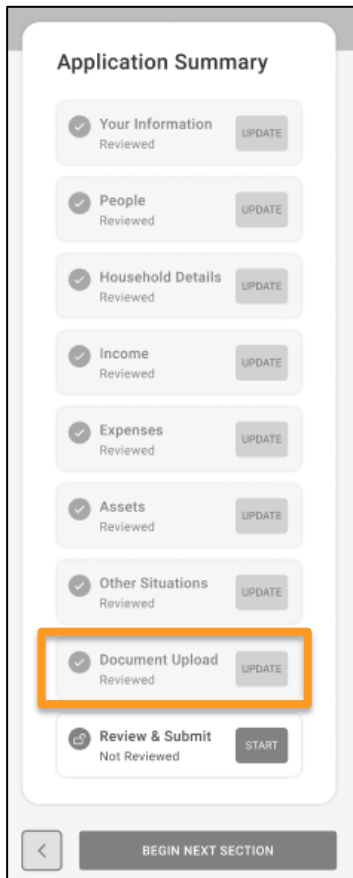 Application Summary
Your Information
Reviewed
UPDATE
People
Reviewed
UPDATE
Household Details
Reviewed
UPDATE
Income
Reviewed
UPDATE
Expenses
Reviewed
UPDATE
Assets
Reviewed
UPDATE
Other Situations
Reviewed
UPDATE
Document Upload
Reviewed
UPDATE
Review & Submit
Not Reviewed
START
BEGIN NEXT SECTION